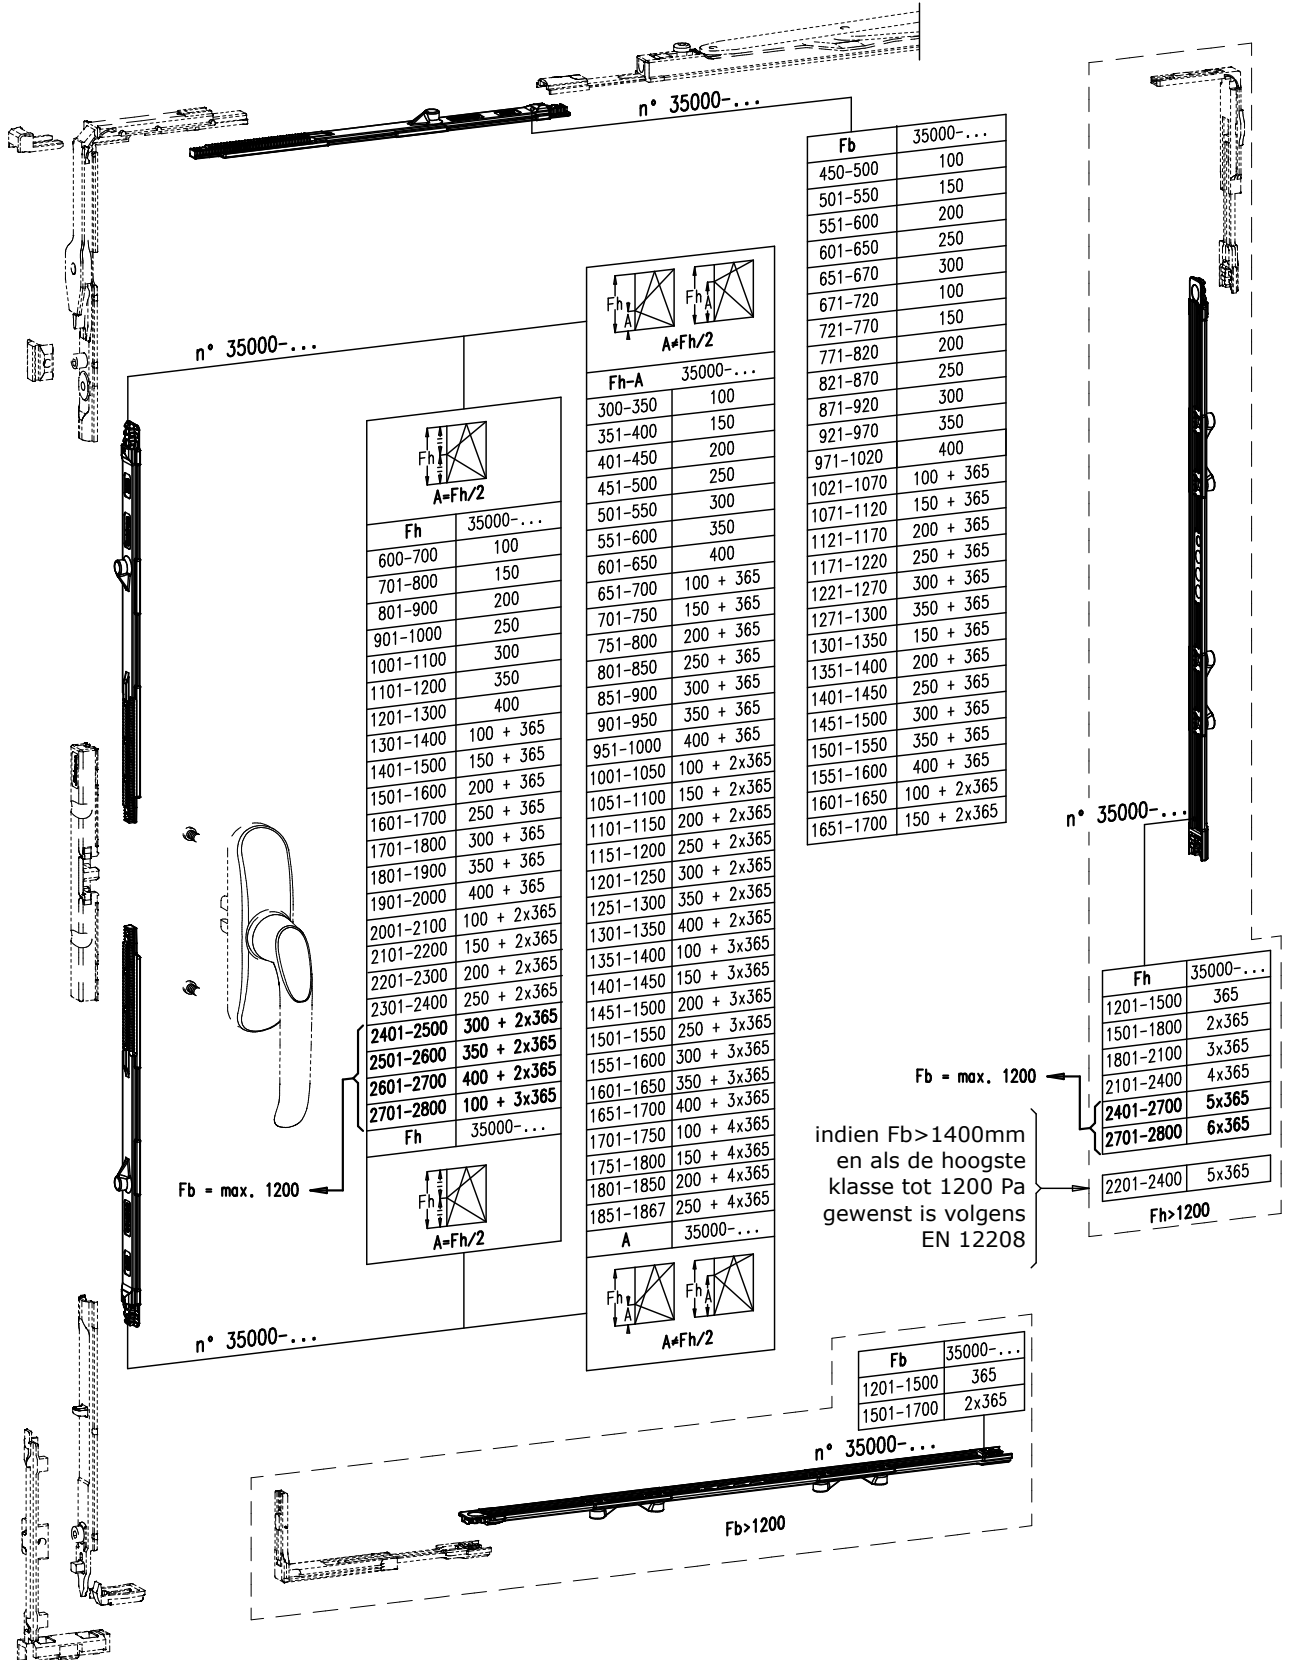 n° 35000-...
Fb 35000-...
450-500 100
501-550 150
551-600 200
601-650 250
651-670 300
671-720 100
721-770 150
771-820 200
821-870 250
871-920 300
921-970 350
971-1020 400
1021-1070 100 + 365
1071-1120 150 + 365
1121-1170 200 + 365
1171-1220 250 + 365
1221-1270 300 + 365
1271-1300 350 + 365
1301-1350 150 + 365
1351-1400 200 + 365
1401-1450 250 + 365
1451-1500 300 + 365
1501-1550 350 + 365
1551-1600 400 + 365
1601-1650 100 + 2x365
1651-1700 150 + 2x365
n° 35000-...
Fh A Fh A
A≠Fh/2
Fh-A 35000-...
300-350 100
351-400 150
401-450 200
451-500 250
501-550 300
551-600 350
601-650 400
651-700 100 + 365
701-750 150 + 365
751-800 200 + 365
801-850 250 + 365
851-900 300 + 365
901-950 350 + 365
951-1000 400 + 365
1001-1050 100 + 2x365
1051-1100 150 + 2x365
1101-1150 200 + 2x365
1151-1200 250 + 2x365
1201-1250 300 + 2x365
1251-1300 350 + 2x365
1301-1350 400 + 2x365
1351-1400 100 + 3x365
1401-1450 150 + 3x365
1451-1500 200 + 3x365
1501-1550 250 + 3x365
1551-1600 300 + 3x365
1601-1650 350 + 3x365
1651-1700 400 + 3x365
1701-1750 100 + 4x365
1751-1800 150 + 4x365
1801-1850 200 + 4x365
1851-1867 250 + 4x365
A 35000-...
Fh A Fh A
A≠Fh/2
Fh = =
A=Fh/2
Fh 35000-...
600-700 100
701-800 150
801-900 200
901-1000 250
1001-1100 300
1101-1200 350
1201-1300 400
1301-1400 100 + 365
1401-1500 150 + 365
1501-1600 200 + 365
1601-1700 250 + 365
1701-1800 300 + 365
1801-1900 350 + 365
1901-2000 400 + 365
2001-2100 100 + 2x365
2101-2200 150 + 2x365
2201-2300 200 + 2x365
2301-2400 250 + 2x365
2401-2500 300 + 2x365
2501-2600 350 + 2x365
2601-2700 400 + 2x365
2701-2800 100 + 3x365
Fh 35000-...
Fh = =
A=Fh/2
Fb = max. 1200
n° 35000-...
n° 35000-...
Fh 35000-...
1201-1500 365
1501-1800 2x365
1801-2100 3x365
2101-2400 4x365
2401-2700 5x365
2701-2800 6x365
Fb = max. 1200
2201-2400 5x365
Fh>1200
indien Fb>1400mm
en als de hoogste
klasse tot 1200 Pa
gewenst is volgens
EN 12208
Fb 35000-...
1201-1500 365
1501-1700 2x365
n° 35000-...
Fb>1200